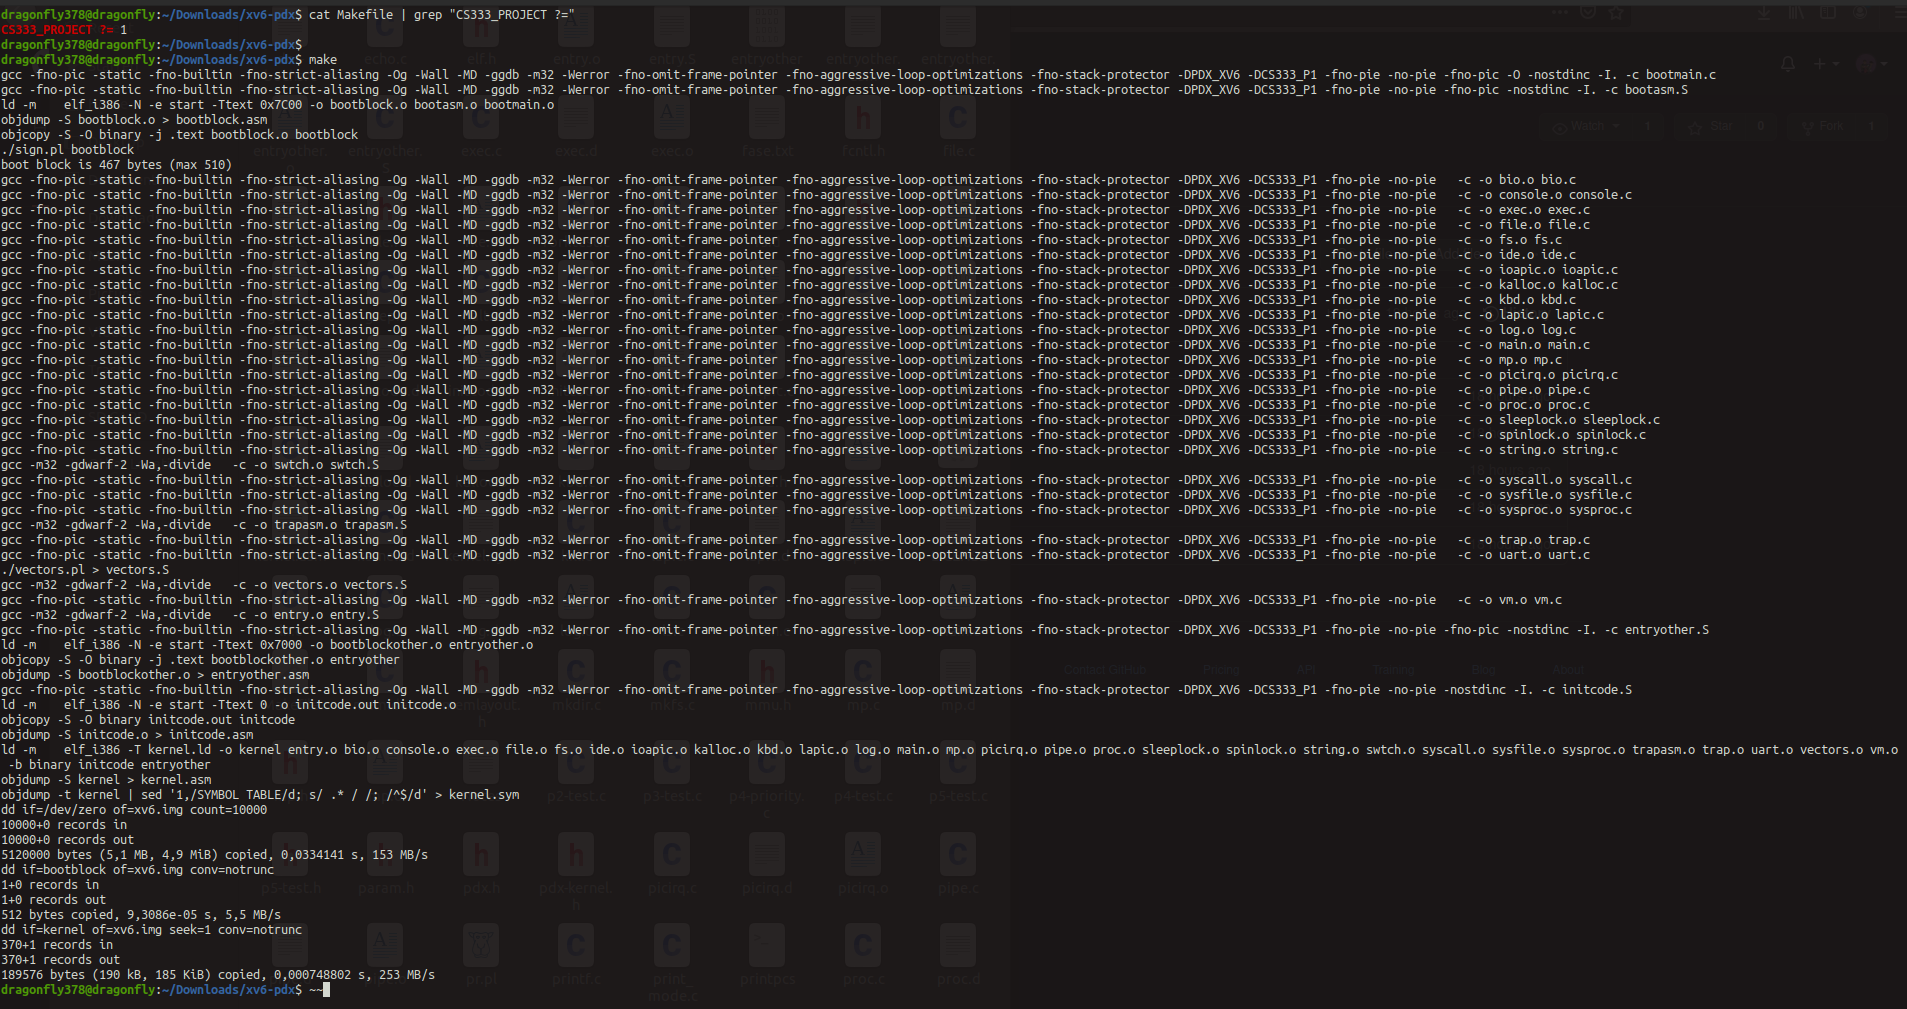 dragonfly378@dragonfly:~/Downloads/xv6-pdx$ cat Makefile | grep "CS333_PROJECT ?="
CS333_PROJECT ?= 1
dragonfly378@dragonfly:~/Downloads/xv6-pdx$
dragonfly378@dragonfly:~/Downloads/xv6-pdx$ make
gcc -fno-pic -static -fno-builtin -fno-strict-aliasing -Og -Wall -MD -ggdb -m32 -Werror -fno-omit-frame-pointer -fno-aggressive-loop-optimizations -fno-stack-protector -DPDX_XV6 -DCS333_P1 -fno-pie -no-pie -fno-pic -O -nostdinc -I. -c bootmain.c
gcc -fno-pic -static -fno-builtin -fno-strict-aliasing -Og -Wall -MD -ggdb -m32 -Werror -fno-omit-frame-pointer -fno-aggressive-loop-optimizations -fno-stack-protector -DPDX_XV6 -DCS333_P1 -fno-pie -no-pie -fno-pic -nostdinc -I. -c bootasm.S
ld -m    elf_i386 -N -e start -Ttext 0x7C00 -o bootblock.o bootasm.o bootmain.o
objdump -S bootblock.o > bootblock.asm
objcopy -S -O binary -j .text bootblock.o bootblock
./sign.pl bootblock
boot block is 467 bytes (max 510)
gcc -fno-pic -static -fno-builtin -fno-strict-aliasing -Og -Wall -MD -ggdb -m32 -Werror -fno-omit-frame-pointer -fno-aggressive-loop-optimizations -fno-stack-protector -DPDX_XV6 -DCS333_P1 -fno-pie -no-pie   -c -o bio.o bio.c
gcc -fno-pic -static -fno-builtin -fno-strict-aliasing -Og -Wall -MD -ggdb -m32 -Werror -fno-omit-frame-pointer -fno-aggressive-loop-optimizations -fno-stack-protector -DPDX_XV6 -DCS333_P1 -fno-pie -no-pie   -c -o console.o console.c
gcc -fno-pic -static -fno-builtin -fno-strict-aliasing -Og -Wall -MD -ggdb -m32 -Werror -fno-omit-frame-pointer -fno-aggressive-loop-optimizations -fno-stack-protector -DPDX_XV6 -DCS333_P1 -fno-pie -no-pie   -c -o exec.o exec.c
gcc -fno-pic -static -fno-builtin -fno-strict-aliasing -Og -Wall -MD -ggdb -m32 -Werror -fno-omit-frame-pointer -fno-aggressive-loop-optimizations -fno-stack-protector -DPDX_XV6 -DCS333_P1 -fno-pie -no-pie   -c -o file.o file.c
gcc -fno-pic -static -fno-builtin -fno-strict-aliasing -Og -Wall -MD -ggdb -m32 -Werror -fno-omit-frame-pointer -fno-aggressive-loop-optimizations -fno-stack-protector -DPDX_XV6 -DCS333_P1 -fno-pie -no-pie   -c -o fs.o fs.c
gcc -fno-pic -static -fno-builtin -fno-strict-aliasing -Og -Wall -MD -ggdb -m32 -Werror -fno-omit-frame-pointer -fno-aggressive-loop-optimizations -fno-stack-protector -DPDX_XV6 -DCS333_P1 -fno-pie -no-pie   -c -o ide.o ide.c
gcc -fno-pic -static -fno-builtin -fno-strict-aliasing -Og -Wall -MD -ggdb -m32 -Werror -fno-omit-frame-pointer -fno-aggressive-loop-optimizations -fno-stack-protector -DPDX_XV6 -DCS333_P1 -fno-pie -no-pie   -c -o ioapic.o ioapic.c
gcc -fno-pic -static -fno-builtin -fno-strict-aliasing -Og -Wall -MD -ggdb -m32 -Werror -fno-omit-frame-pointer -fno-aggressive-loop-optimizations -fno-stack-protector -DPDX_XV6 -DCS333_P1 -fno-pie -no-pie   -c -o kalloc.o kalloc.c
gcc -fno-pic -static -fno-builtin -fno-strict-aliasing -Og -Wall -MD -ggdb -m32 -Werror -fno-omit-frame-pointer -fno-aggressive-loop-optimizations -fno-stack-protector -DPDX_XV6 -DCS333_P1 -fno-pie -no-pie   -c -o kbd.o kbd.c
gcc -fno-pic -static -fno-builtin -fno-strict-aliasing -Og -Wall -MD -ggdb -m32 -Werror -fno-omit-frame-pointer -fno-aggressive-loop-optimizations -fno-stack-protector -DPDX_XV6 -DCS333_P1 -fno-pie -no-pie   -c -o lapic.o lapic.c
gcc -fno-pic -static -fno-builtin -fno-strict-aliasing -Og -Wall -MD -ggdb -m32 -Werror -fno-omit-frame-pointer -fno-aggressive-loop-optimizations -fno-stack-protector -DPDX_XV6 -DCS333_P1 -fno-pie -no-pie   -c -o log.o log.c
gcc -fno-pic -static -fno-builtin -fno-strict-aliasing -Og -Wall -MD -ggdb -m32 -Werror -fno-omit-frame-pointer -fno-aggressive-loop-optimizations -fno-stack-protector -DPDX_XV6 -DCS333_P1 -fno-pie -no-pie   -c -o main.o main.c
gcc -fno-pic -static -fno-builtin -fno-strict-aliasing -Og -Wall -MD -ggdb -m32 -Werror -fno-omit-frame-pointer -fno-aggressive-loop-optimizations -fno-stack-protector -DPDX_XV6 -DCS333_P1 -fno-pie -no-pie   -c -o mp.o mp.c
gcc -fno-pic -static -fno-builtin -fno-strict-aliasing -Og -Wall -MD -ggdb -m32 -Werror -fno-omit-frame-pointer -fno-aggressive-loop-optimizations -fno-stack-protector -DPDX_XV6 -DCS333_P1 -fno-pie -no-pie   -c -o picirq.o picirq.c
gcc -fno-pic -static -fno-builtin -fno-strict-aliasing -Og -Wall -MD -ggdb -m32 -Werror -fno-omit-frame-pointer -fno-aggressive-loop-optimizations -fno-stack-protector -DPDX_XV6 -DCS333_P1 -fno-pie -no-pie   -c -o pipe.o pipe.c
gcc -fno-pic -static -fno-builtin -fno-strict-aliasing -Og -Wall -MD -ggdb -m32 -Werror -fno-omit-frame-pointer -fno-aggressive-loop-optimizations -fno-stack-protector -DPDX_XV6 -DCS333_P1 -fno-pie -no-pie   -c -o proc.o proc.c
gcc -fno-pic -static -fno-builtin -fno-strict-aliasing -Og -Wall -MD -ggdb -m32 -Werror -fno-omit-frame-pointer -fno-aggressive-loop-optimizations -fno-stack-protector -DPDX_XV6 -DCS333_P1 -fno-pie -no-pie   -c -o sleeplock.o sleeplock.c
gcc -fno-pic -static -fno-builtin -fno-strict-aliasing -Og -Wall -MD -ggdb -m32 -Werror -fno-omit-frame-pointer -fno-aggressive-loop-optimizations -fno-stack-protector -DPDX_XV6 -DCS333_P1 -fno-pie -no-pie   -c -o spinlock.o spinlock.c
gcc -fno-pic -static -fno-builtin -fno-strict-aliasing -Og -Wall -MD -ggdb -m32 -Werror -fno-omit-frame-pointer -fno-aggressive-loop-optimizations -fno-stack-protector -DPDX_XV6 -DCS333_P1 -fno-pie -no-pie   -c -o string.o string.c
gcc -m32 -gdwarf-2 -Wa,-divide   -c -o swtch.o swtch.S
gcc -fno-pic -static -fno-builtin -fno-strict-aliasing -Og -Wall -MD -ggdb -m32 -Werror -fno-omit-frame-pointer -fno-aggressive-loop-optimizations -fno-stack-protector -DPDX_XV6 -DCS333_P1 -fno-pie -no-pie   -c -o syscall.o syscall.c
gcc -fno-pic -static -fno-builtin -fno-strict-aliasing -Og -Wall -MD -ggdb -m32 -Werror -fno-omit-frame-pointer -fno-aggressive-loop-optimizations -fno-stack-protector -DPDX_XV6 -DCS333_P1 -fno-pie -no-pie   -c -o sysfile.o sysfile.c
gcc -fno-pic -static -fno-builtin -fno-strict-aliasing -Og -Wall -MD -ggdb -m32 -Werror -fno-omit-frame-pointer -fno-aggressive-loop-optimizations -fno-stack-protector -DPDX_XV6 -DCS333_P1 -fno-pie -no-pie   -c -o sysproc.o sysproc.c
gcc -m32 -gdwarf-2 -Wa,-divide   -c -o trapasm.o trapasm.S
gcc -fno-pic -static -fno-builtin -fno-strict-aliasing -Og -Wall -MD -ggdb -m32 -Werror -fno-omit-frame-pointer -fno-aggressive-loop-optimizations -fno-stack-protector -DPDX_XV6 -DCS333_P1 -fno-pie -no-pie   -c -o trap.o trap.c
gcc -fno-pic -static -fno-builtin -fno-strict-aliasing -Og -Wall -MD -ggdb -m32 -Werror -fno-omit-frame-pointer -fno-aggressive-loop-optimizations -fno-stack-protector -DPDX_XV6 -DCS333_P1 -fno-pie -no-pie   -c -o uart.o uart.c
./vectors.pl > vectors.S
gcc -m32 -gdwarf-2 -Wa,-divide   -c -o vectors.o vectors.S
gcc -fno-pic -static -fno-builtin -fno-strict-aliasing -Og -Wall -MD -ggdb -m32 -Werror -fno-omit-frame-pointer -fno-aggressive-loop-optimizations -fno-stack-protector -DPDX_XV6 -DCS333_P1 -fno-pie -no-pie   -c -o vm.o vm.c
gcc -m32 -gdwarf-2 -Wa,-divide   -c -o entry.o entry.S
gcc -fno-pic -static -fno-builtin -fno-strict-aliasing -Og -Wall -MD -ggdb -m32 -Werror -fno-omit-frame-pointer -fno-aggressive-loop-optimizations -fno-stack-protector -DPDX_XV6 -DCS333_P1 -fno-pie -no-pie -fno-pic -nostdinc -I. -c entryother.S
ld -m    elf_i386 -N -e start -Ttext 0x7000 -o bootblockother.o entryother.o
objcopy -S -O binary -j .text bootblockother.o entryother
objdump -S bootblockother.o > entryother.asm
gcc -fno-pic -static -fno-builtin -fno-strict-aliasing -Og -Wall -MD -ggdb -m32 -Werror -fno-omit-frame-pointer -fno-aggressive-loop-optimizations -fno-stack-protector -DPDX_XV6 -DCS333_P1 -fno-pie -no-pie -nostdinc -I. -c initcode.S
ld -m    elf_i386 -N -e start -Ttext 0 -o initcode.out initcode.o
objcopy -S -O binary initcode.out initcode
objdump -S initcode.o > initcode.asm
ld -m    elf_i386 -T kernel.ld -o kernel entry.o bio.o console.o exec.o file.o fs.o ide.o ioapic.o kalloc.o kbd.o lapic.o log.o main.o mp.o picirq.o pipe.o proc.o sleeplock.o spinlock.o string.o swtch.o syscall.o sysfile.o sysproc.o trapasm.o trap.o uart.o vectors.o vm.o
 -b binary initcode entryother
objdump -S kernel > kernel.asm
objdump -t kernel | sed '1,/SYMBOL TABLE/d; s/ .* / /; /^$/d' > kernel.sym
dd if=/dev/zero of=xv6.img count=10000
10000+0 records in
10000+0 records out
5120000 bytes (5,1 MB, 4,9 MiB) copied, 0,0334141 s, 153 MB/s
dd if=bootblock of=xv6.img conv=notrunc
1+0 records in
1+0 records out
512 bytes copied, 9,3086e-05 s, 5,5 MB/s
dd if=kernel of=xv6.img seek=1 conv=notrunc
370+1 records in
370+1 records out
189576 bytes (190 kB, 185 KiB) copied, 0,000748802 s, 253 MB/s
dragonfly378@dragonfly:~/Downloads/xv6-pdx$ ~~